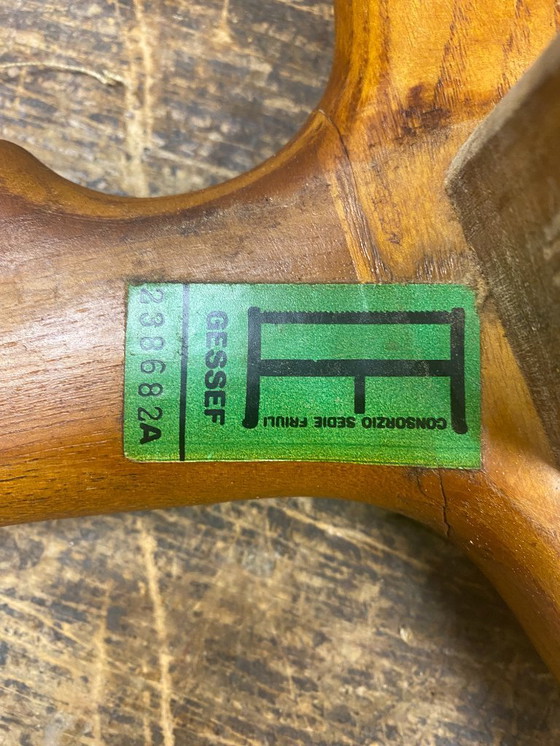 CONSORZIO SEDIE FRIULI
GESSEF
238682A